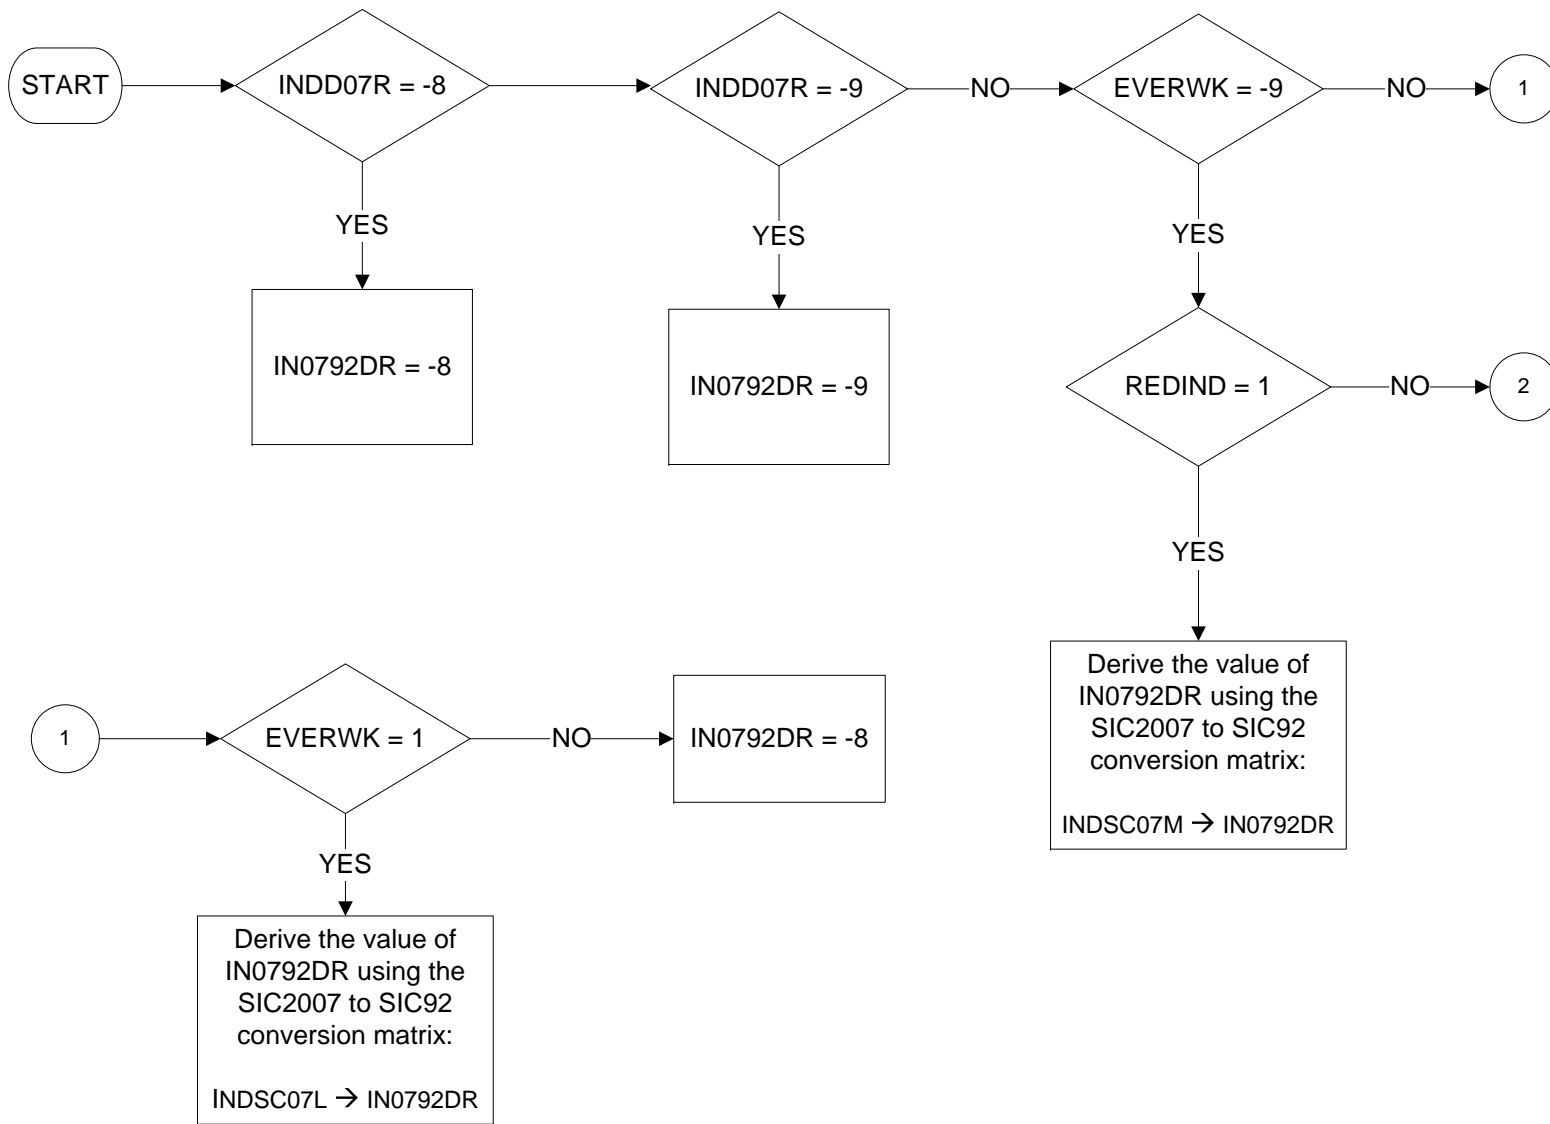 START
INDD07R = -8
INDD07R = -9
NO
EVERWK = -9
NO
1
YES
YES
YES
IN0792DR = -8
IN0792DR = -9
REDIND = 1
NO
2
YES
Derive the value of
IN0792DR using the
SIC2007 to SIC92
conversion matrix:
INDSC07M → IN0792DR
1
EVERWK = 1
NO
IN0792DR = -8
YES
Derive the value of
IN0792DR using the
SIC2007 to SIC92
conversion matrix:
INDSC07L → IN0792DR